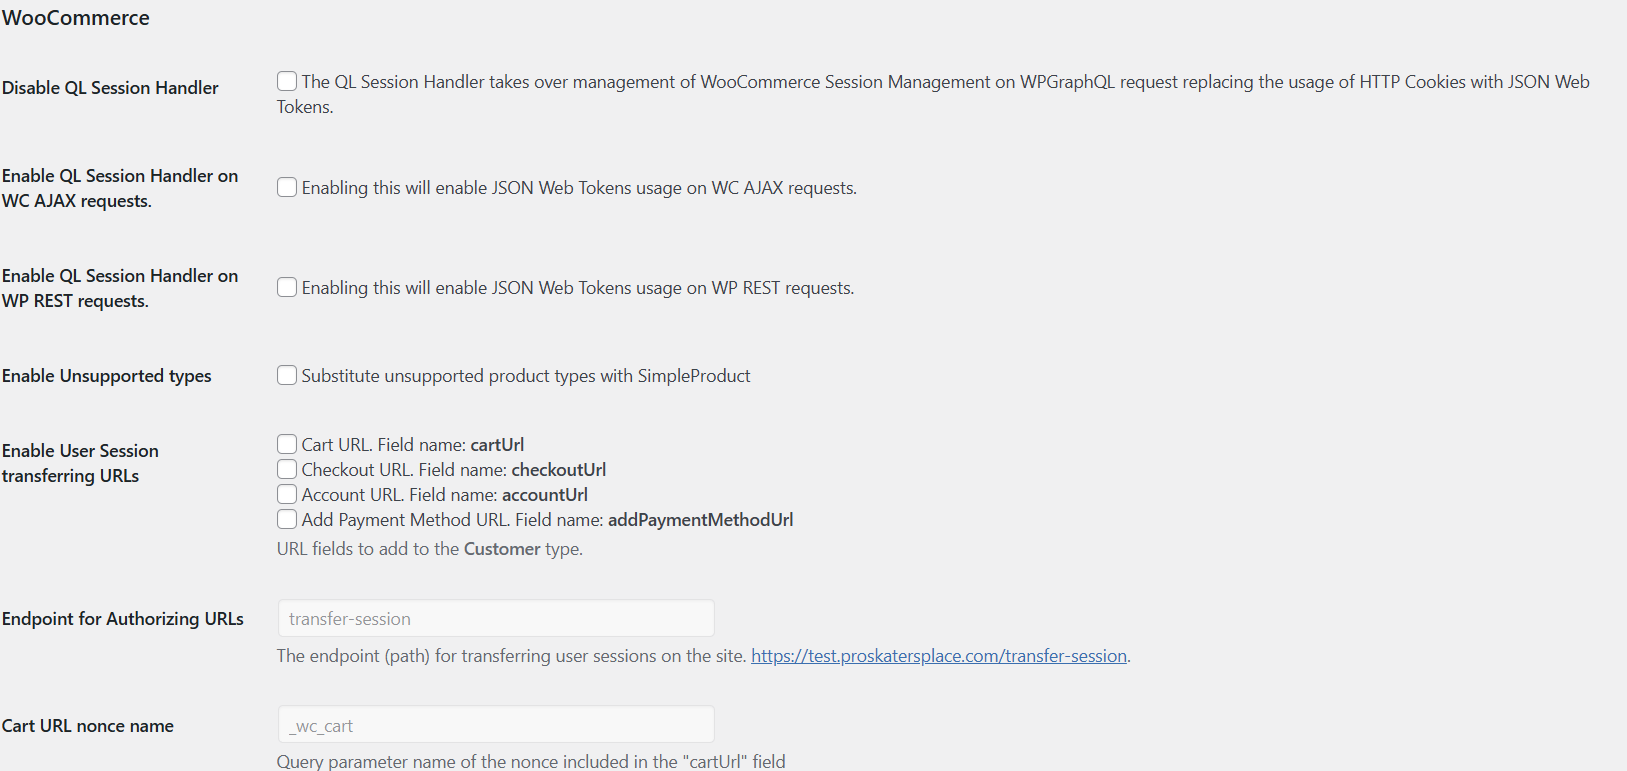 WooCommerce
Disable QL Session Handler
The QL Session Handler takes over management of WooCommerce Session Management on WPGraphQL request replacing the usage of HTTP Cookies with JSON Web
Tokens.
Enable QL Session Handler on
WC AJAX requests.
Enabling this will enable JSON Web Tokens usage on WC AJAX requests.
Enable QL Session Handler on
WP REST requests.
Enabling this will enable JSON Web Tokens usage on WP REST requests.
Enable Unsupported types
Substitute unsupported product types with SimpleProduct
Enable User Session
transferring URLs
Cart URL. Field name: cartUrl
Checkout URL. Field name: checkoutUrl
Account URL. Field name: accountUrl
Add Payment Method URL. Field name: addPaymentMethodUrl
URL fields to add to the Customer type.
Endpoint for Authorizing URLs
transfer-session
The endpoint (path) for transferring user sessions on the site. https://test.proskatersplace.com/transfer-session.
Cart URL nonce name
_wc_cart
Query parameter name of the nonce included in the "cartUrl" field